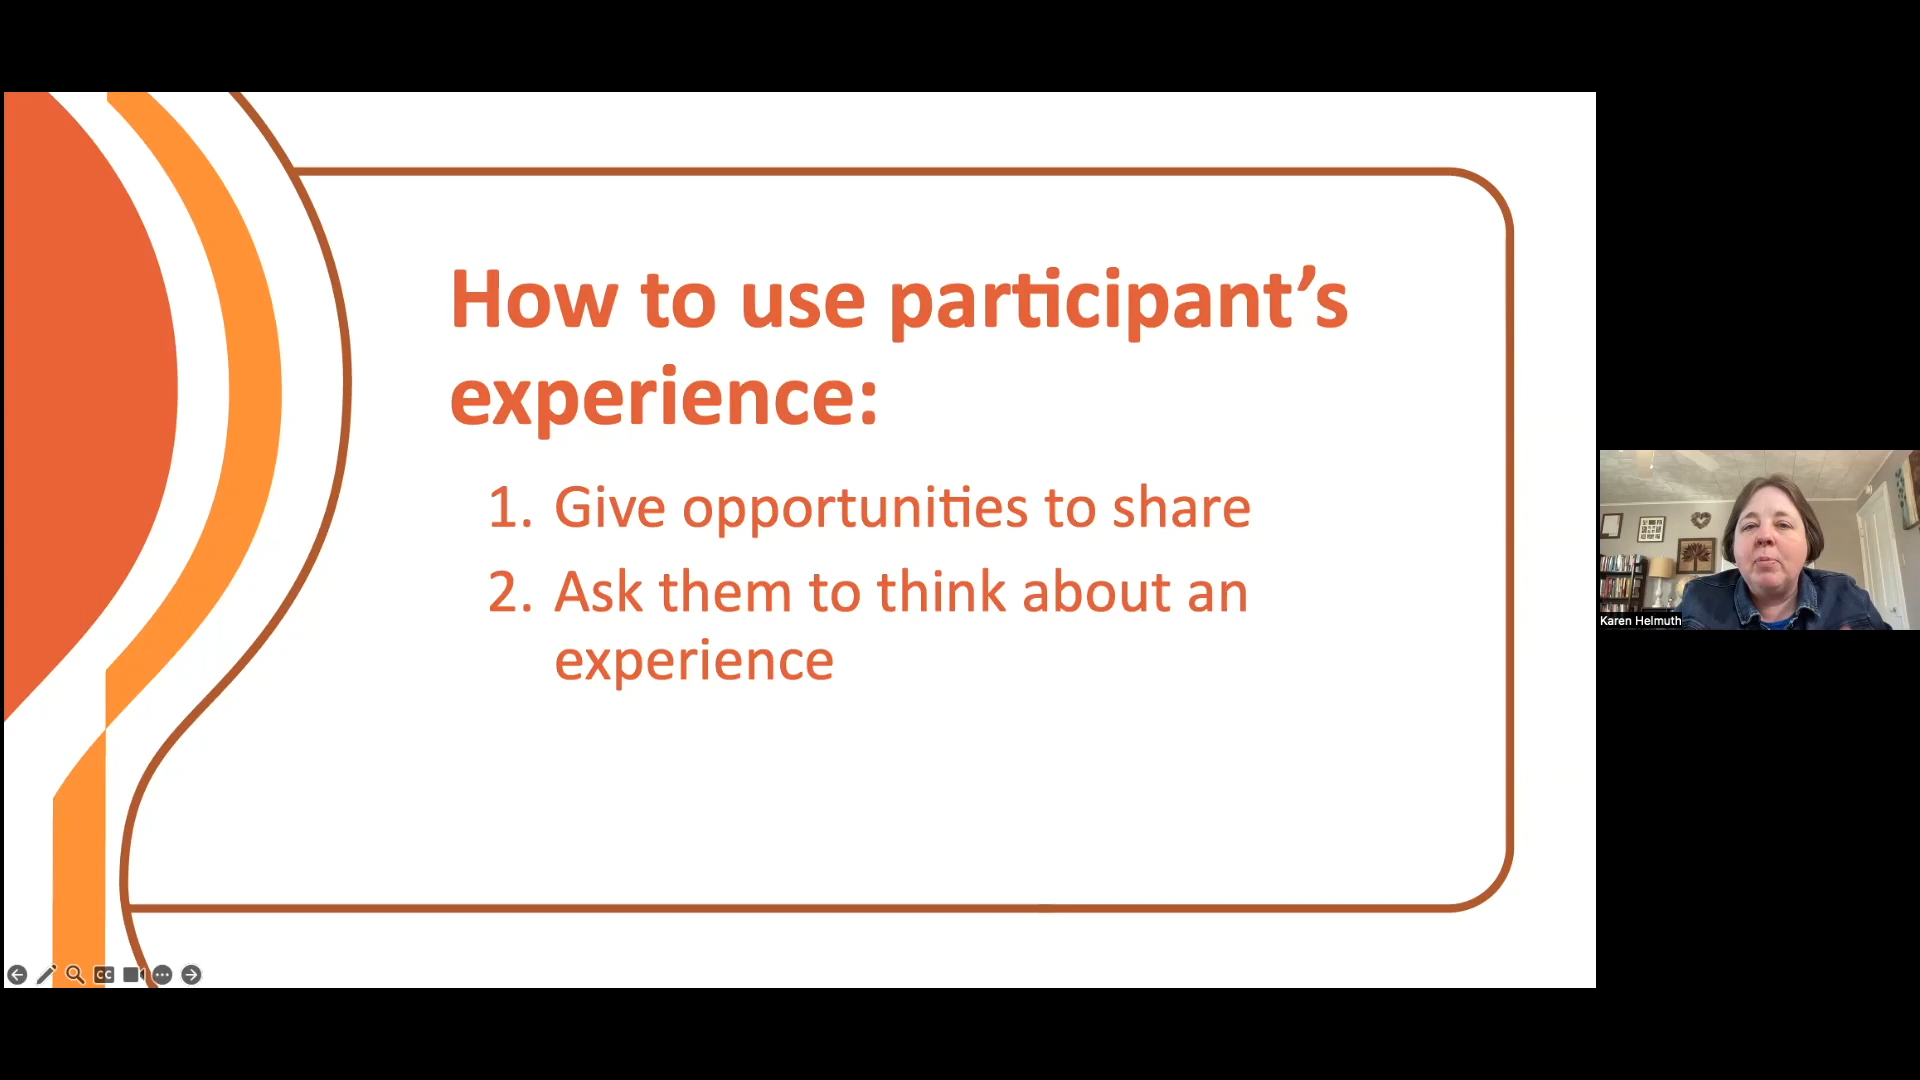 How to use participant’s
experience:
1. Give opportunities to share
2. Ask them to think about an
experience
Karen Helmuth
CC